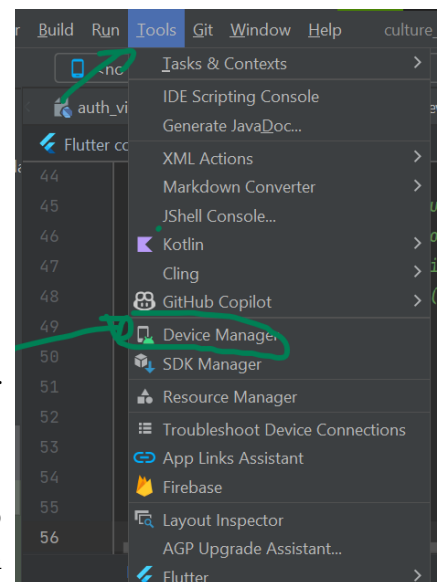 Build Run Tools Git Window Help culture_
Tasks & Contexts
IDE Scripting Console
auth_vi
Generate JavaDoc...
Flutter co
XML Actions
44
Markdown Converter
45
JShell Console...
46
Kotlin
47
Cling
48
GitHub Copilot
49
Device Manager
50
SDK Manager
51
Resource Manager
52
Troubleshoot Device Connections
53
App Links Assistant
54
Firebase
55
Layout Inspector
56
AGP Upgrade Assistant...
Flutter